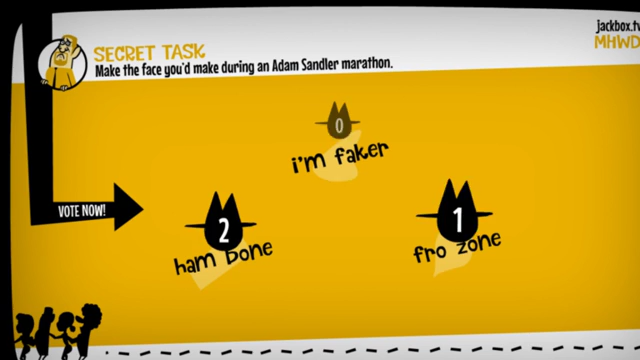 SECRET TASK
Make the face you'd make during an Adam Sandler marathon.
jackbox.tv
MHWD
0
i'm faker
VOTE NOW!
2
ham bone
1
fro zone